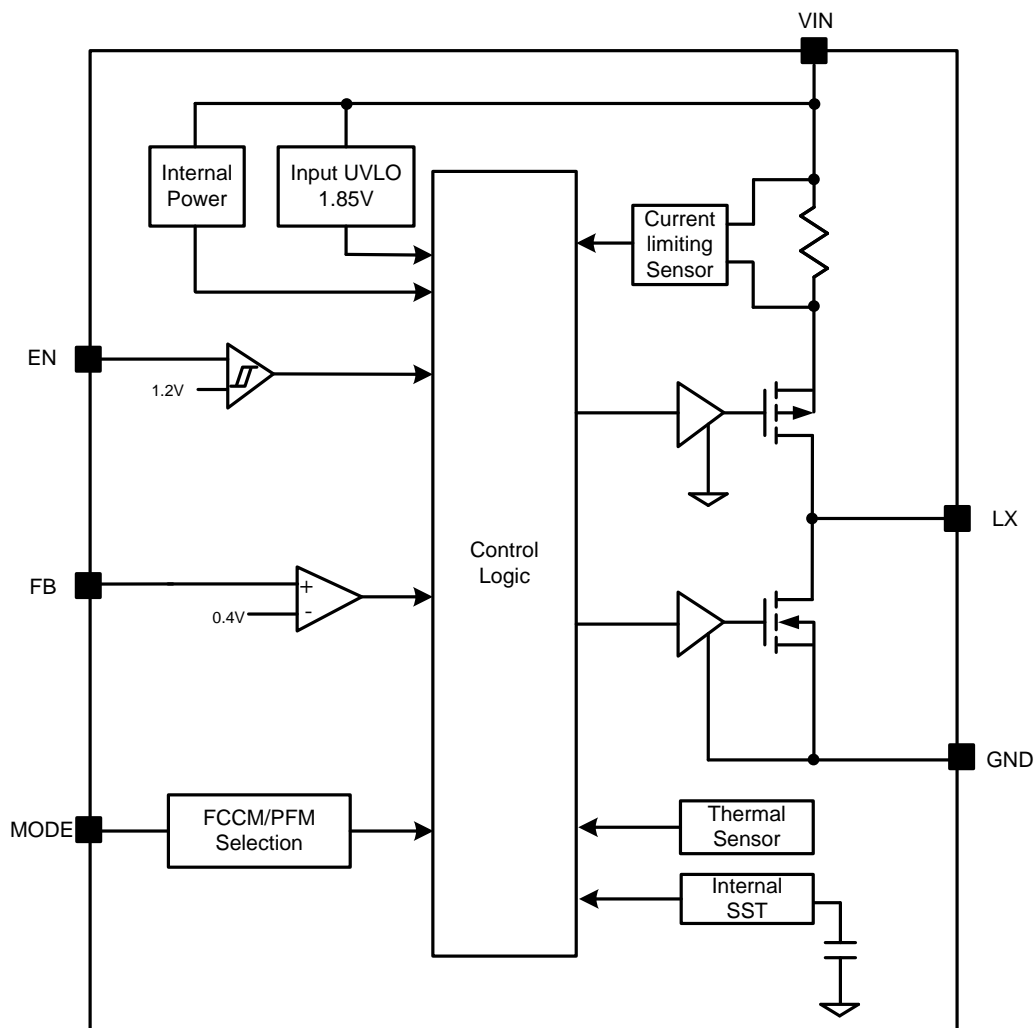 VIN
Internal
Power
Input UVLO
1.85V
Current
limiting
Sensor
EN
1.2V
LX
Control
Logic
FB
+
-
0.4V
GND
MODE
FCCM/PFM
Selection
Thermal
Sensor
Internal
SST